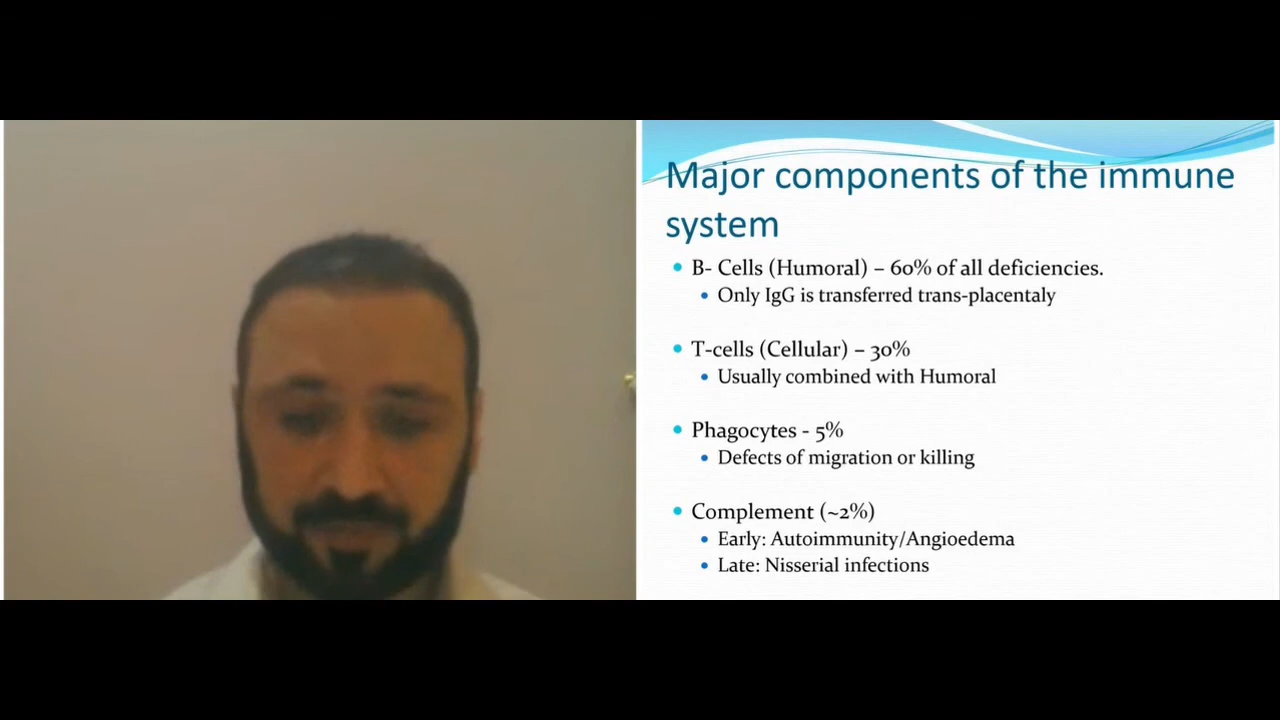 Major components of the immune
system
B- Cells (Humoral) – 60% of all deficiencies.
Only IgG is transferred trans-placentaly
T-cells (Cellular) – 30%
Usually combined with Humoral
Phagocytes - 5%
Defects of migration or killing
Complement (~2%)
Early: Autoimmunity/Angioedema
Late: Nisserial infections